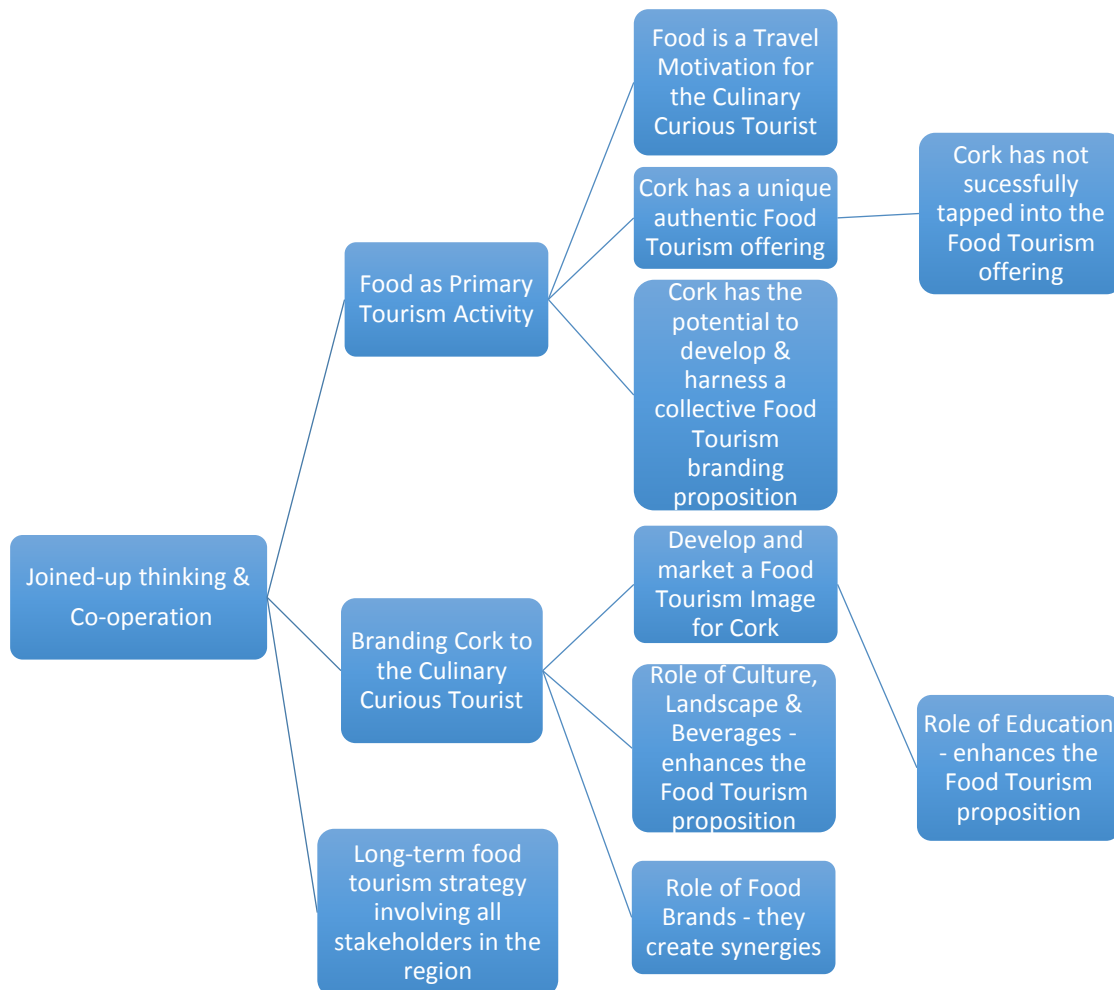 Food is a Travel
Motivation for
the Culinary
Curious Tourist
Cork has a unique
authentic Food
Tourism offering
Cork has not
sucessfully
tapped into the
Food Tourism
offering
Food as Primary
Tourism Activity
Cork has the
potential to
develop &
harness a
collective Food
Tourism
branding
proposition
Joined-up thinking &
Co-operation
Develop and
market a Food
Tourism Image
for Cork
Branding Cork to
the Culinary
Curious Tourist
Role of Culture,
Landscape &
Beverages -
enhances the
Food Tourism
proposition
Role of Education
- enhances the
Food Tourism
proposition
Long-term food
tourism strategy
involving all
stakeholders in the
region
Role of Food
Brands - they
create synergies